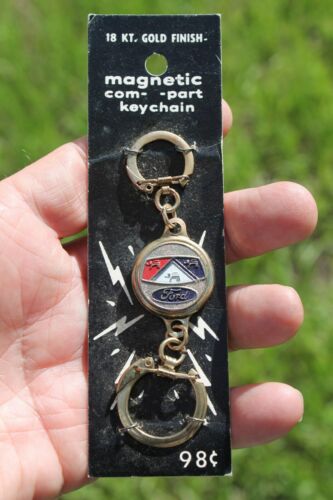 18 KT. GOLD FINISH-
magnetic
com- -part
keychain
Ford
98¢